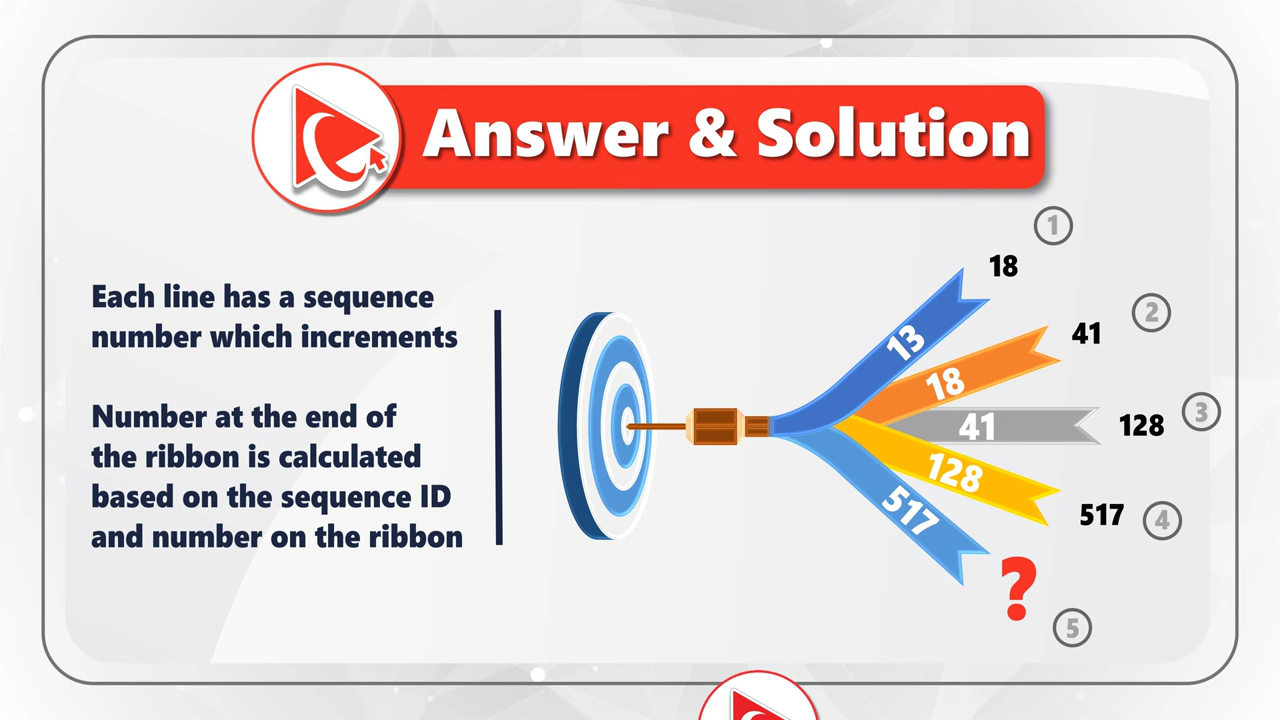 Answer & Solution
Each line has a sequence
number which increments
Number at the end of
the ribbon is calculated
based on the sequence ID
and number on the ribbon
13
18
1
18
41
2
41
128
3
128
517
4
517
?
5